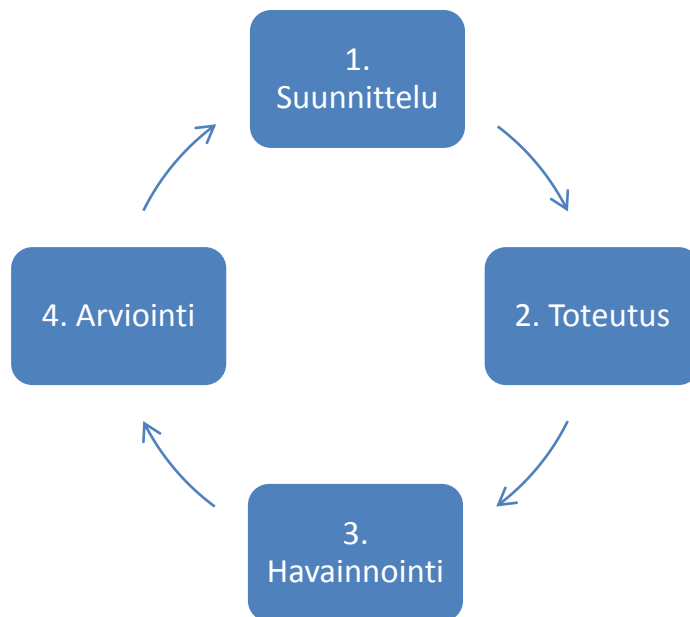 1.
Suunnittelu
2. Toteutus
3.
Havainnointi
4. Arviointi